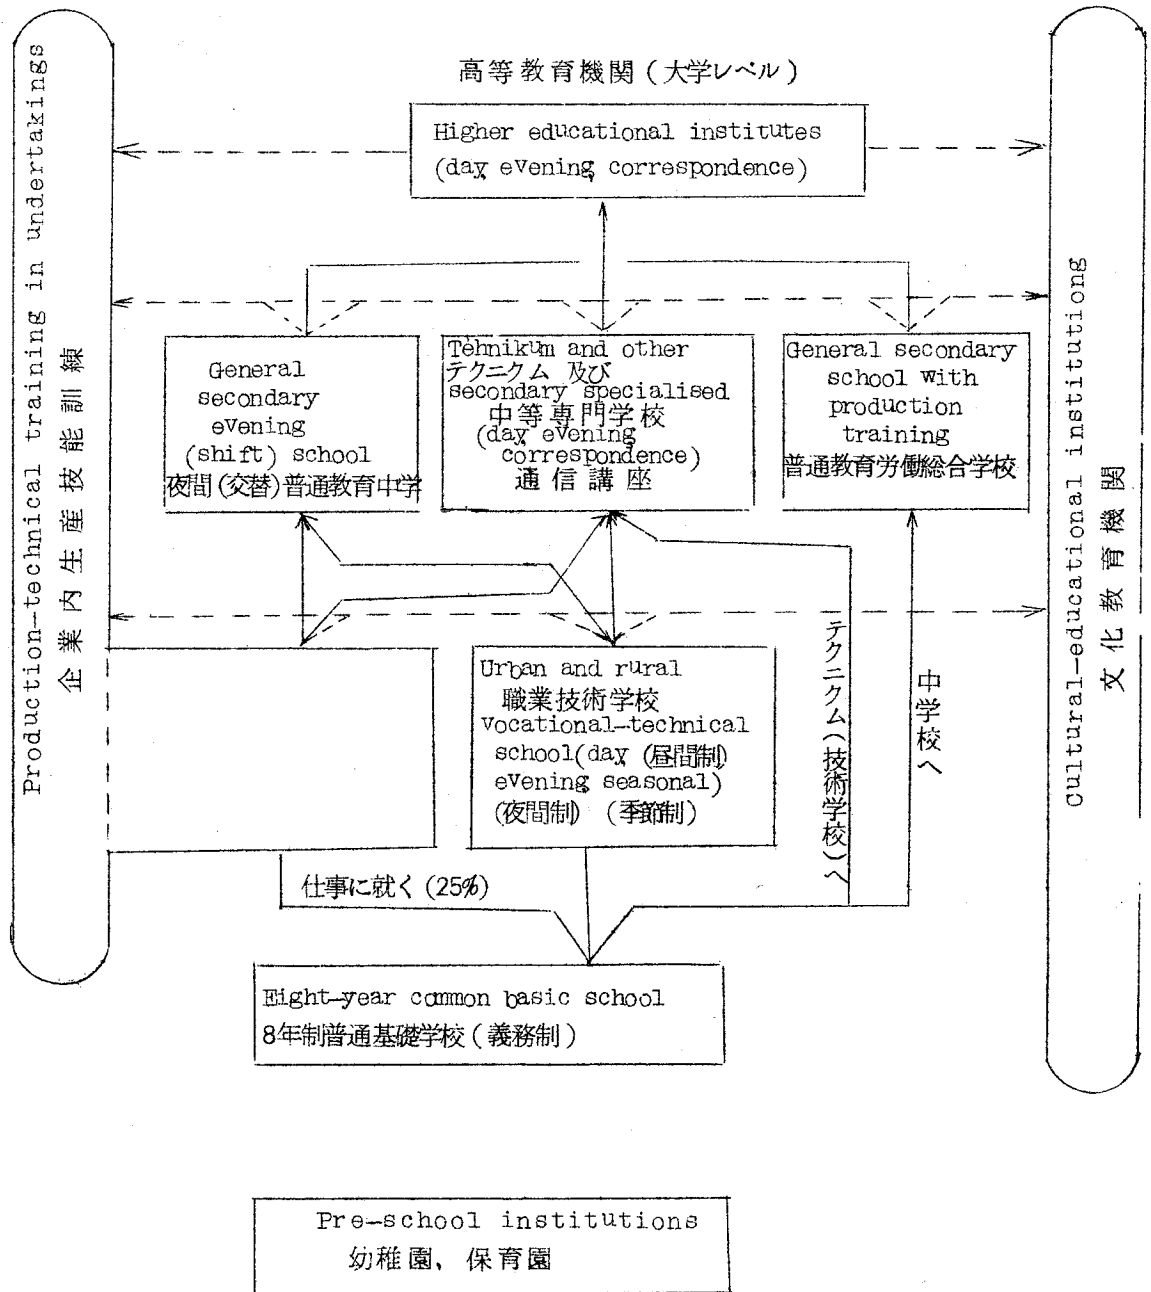 高等教育機関(大学レベル)
Higher educational institutes
(day, evening, correspondence)
Production-technical training in undertakings
企業内生産技能訓練
General
secondary
evening
(shift) school
夜間(交替)普通教育中学
Tehnikum and other
テクニクム 及び
secondary specialised
中等専門学校
(day, evening
correspondence)
通信講座
General secondary
school with
production
training
普通教育労働総合学校
Cultural-educational institutiong
文化教育機関
Urban and rural
職業技術学校
vocational-technical
school(day (昼間制)
evening seasonal)
(夜間制) (季節制)
テクニクム(技術学校)へ
中学校へ
仕事に就く(25%)
Eight-year common basic school
8年制普通基礎学校(義務制)
Pre-school institutions
幼稚園, 保育園